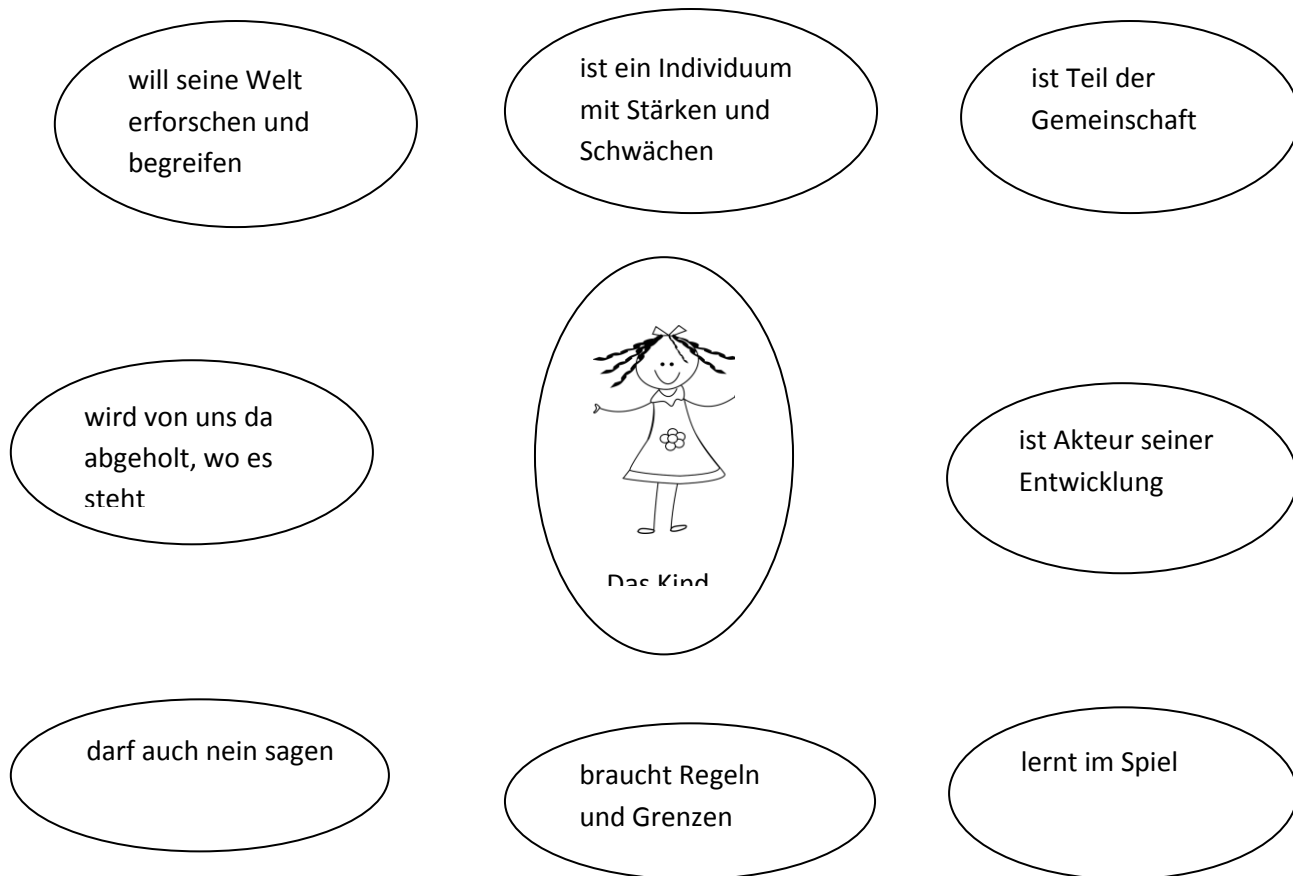 will seine Welt
erforschen und
begreifen
ist ein Individuum
mit Stärken und
Schwächen
ist Teil der
Gemeinschaft
wird von uns da
abgeholt, wo es
steht
Das Kind
ist Akteur seiner
Entwicklung
darf auch nein sagen
braucht Regeln
und Grenzen
lernt im Spiel